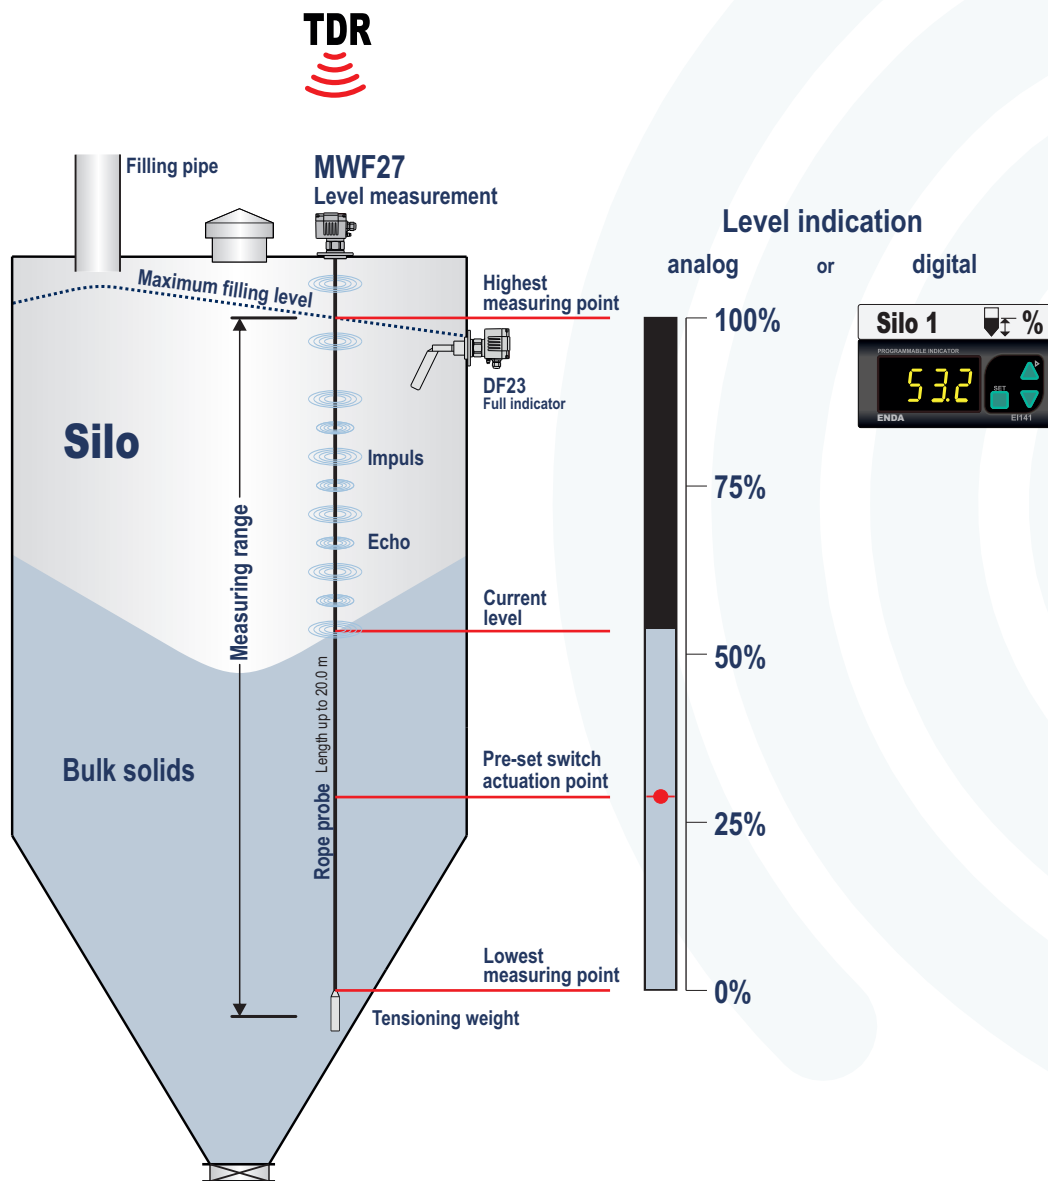 TDR
Filling pipe
MWF27
Level measurement
Level indication
analog or digital
Maximum filling level
Highest
measuring point
100%
Silo 1 %
PROGRAMMABLE INDICATOR
53.2
SET
ENDA EI141
DF23
Full indicator
Silo
Impuls
75%
Measuring range
Echo
Current
level
50%
Rope probe Length up to 20.0 m
Bulk solids
Pre-set switch
actuation point
25%
Lowest
measuring point
0%
Tensioning weight